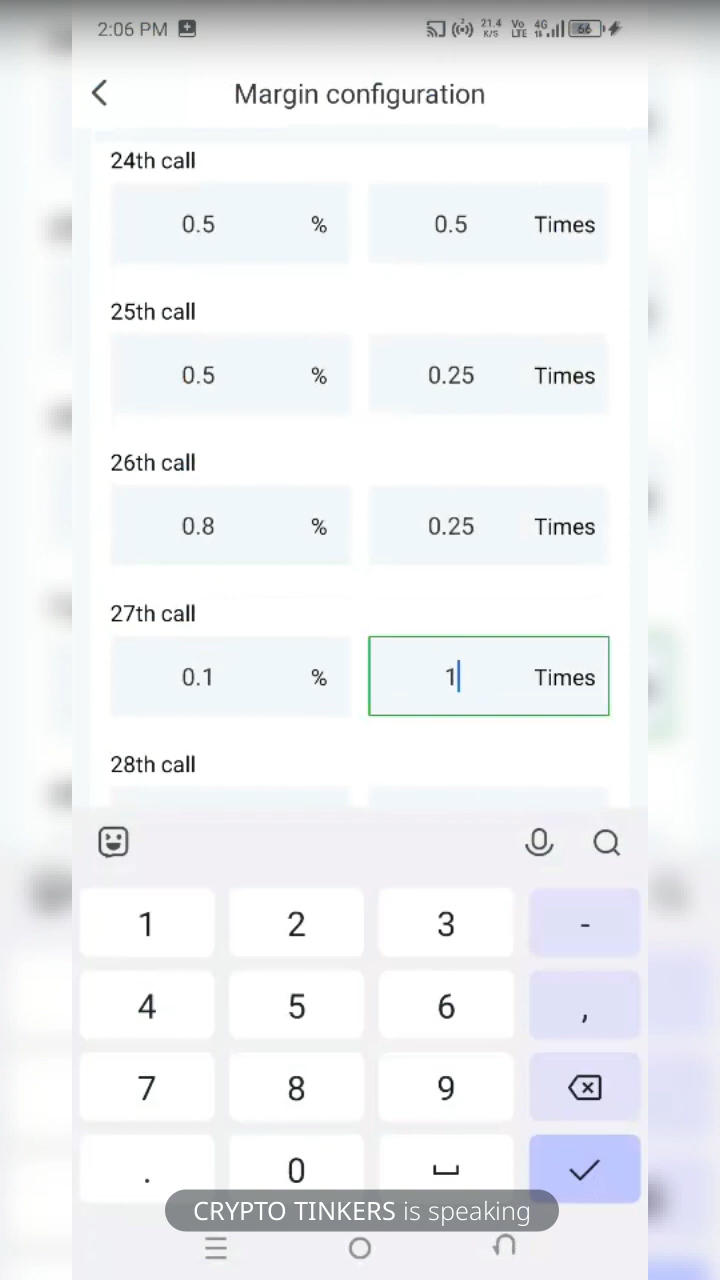 2:06 PM
21.4 K/S Vo LTE 4G 66
Margin configuration
24th call
0.5 % 0.5 Times
25th call
0.5 % 0.25 Times
26th call
0.8 % 0.25 Times
27th call
0.1 % 1 Times
28th call
1 2 3 -
4 5 6 ,
7 8 9
. 0
CRYPTO TINKERS is speaking